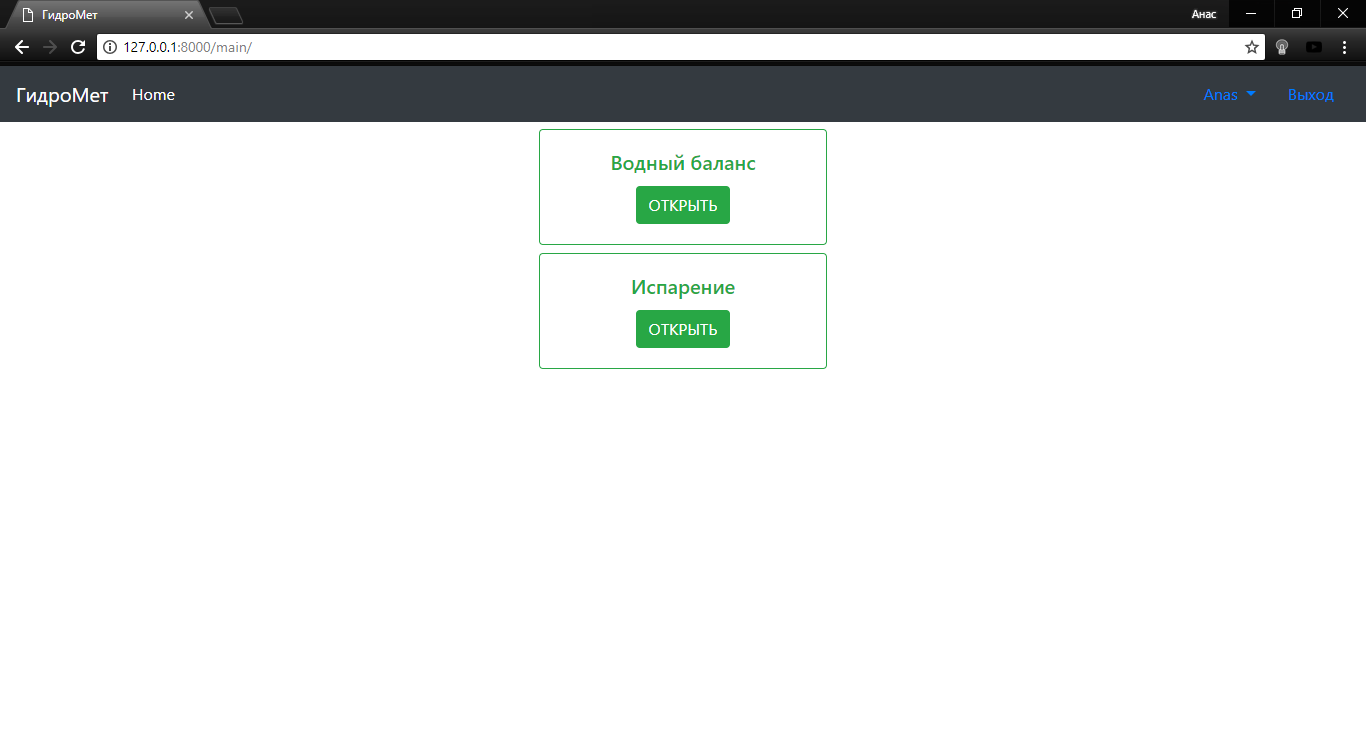 ГидроМет
Анас
127.0.0.1:8000/main/
ГидроМет Home Anas Выход
Водный баланс
ОТКРЫТЬ
Испарение
ОТКРЫТЬ